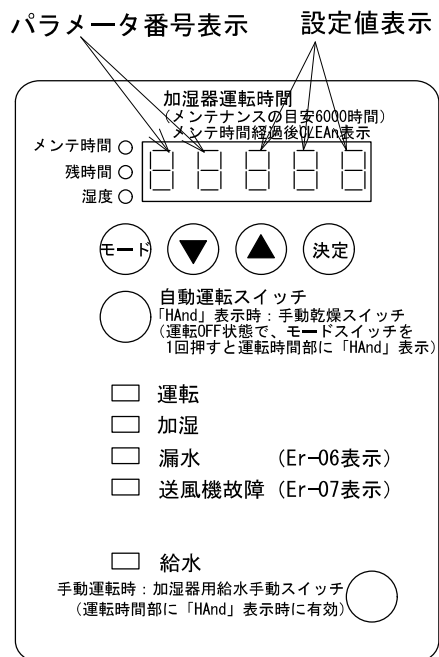 パラメータ番号表示 設定値表示
加湿器運転時間
(メンテナンスの目安6000時間)
メンテ時間経過後CLEAn表示
メンテ時間
残時間
湿度
モード ▼ ▲ 決定
自動運転スイッチ
「HAnd」表示時：手動乾燥スイッチ
(運転OFF状態で、モードスイッチを
1回押すと運転時間部に「HAnd」表示)
運転
加湿
漏水 (Er-06表示)
送風機故障 (Er-07表示)
給水
手動運転時：加湿器用給水手動スイッチ
(運転時間部に「HAnd」表示時に有効)